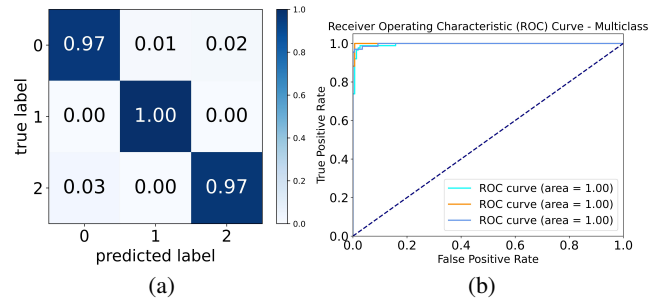 0
1
2
true label
0.97 0.01 0.02
0.00 1.00 0.00
0.03 0.00 0.97
0 1 2
predicted label
1.0
0.8
0.6
0.4
0.2
0.0
(a)
Receiver Operating Characteristic (ROC) Curve - Multiclass
True Positive Rate
1.0
0.8
0.6
0.4
0.2
0.0
ROC curve (area = 1.00)
ROC curve (area = 1.00)
ROC curve (area = 1.00)
0.0 0.2 0.4 0.6 0.8 1.0
False Positive Rate
(b)